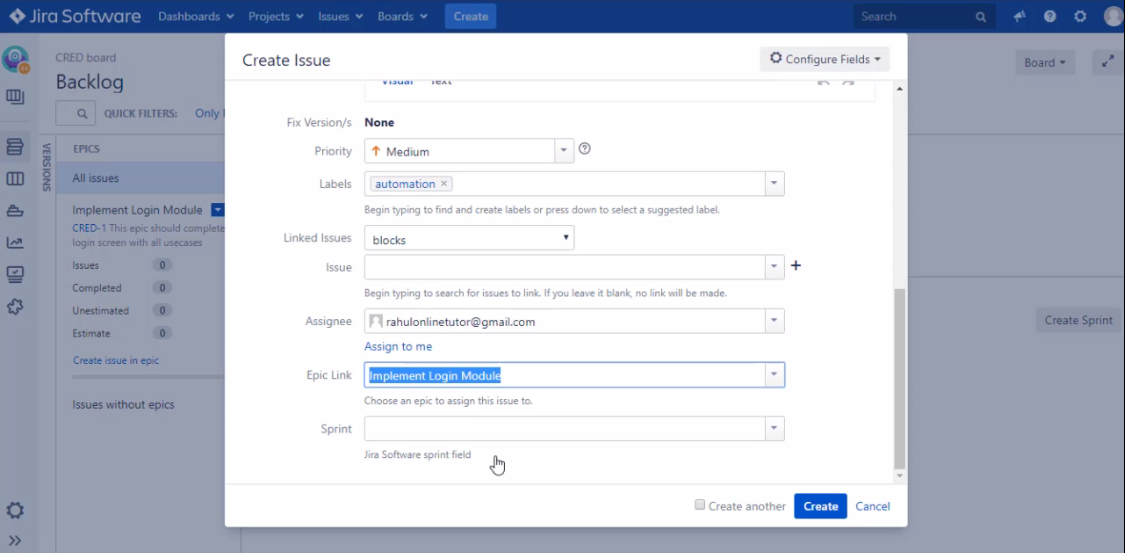 Jira Software Dashboards Projects Issues Boards Create Search
CRED board
Backlog
Board
QUICK FILTERS: Only
VERSIONS
EPICS
All issues
Implement Login Module
CRED-1 This epic should complete
login screen with all usecases
Issues 0
Completed 0
Unestimated 0
Estimate 0
Create issue in epic
Issues without epics
Create Sprint
Create Issue
Configure Fields
Visual Text
Fix Version/s None
Priority Medium
Labels automation ×
Begin typing to find and create labels or press down to select a suggested label.
Linked Issues blocks
Issue
Begin typing to search for issues to link. If you leave it blank, no link will be made.
Assignee rahulonlinetutor@gmail.com
Assign to me
Epic Link Implement Login Module
Choose an epic to assign this issue to.
Sprint
Jira Software sprint field
Create another Create Cancel